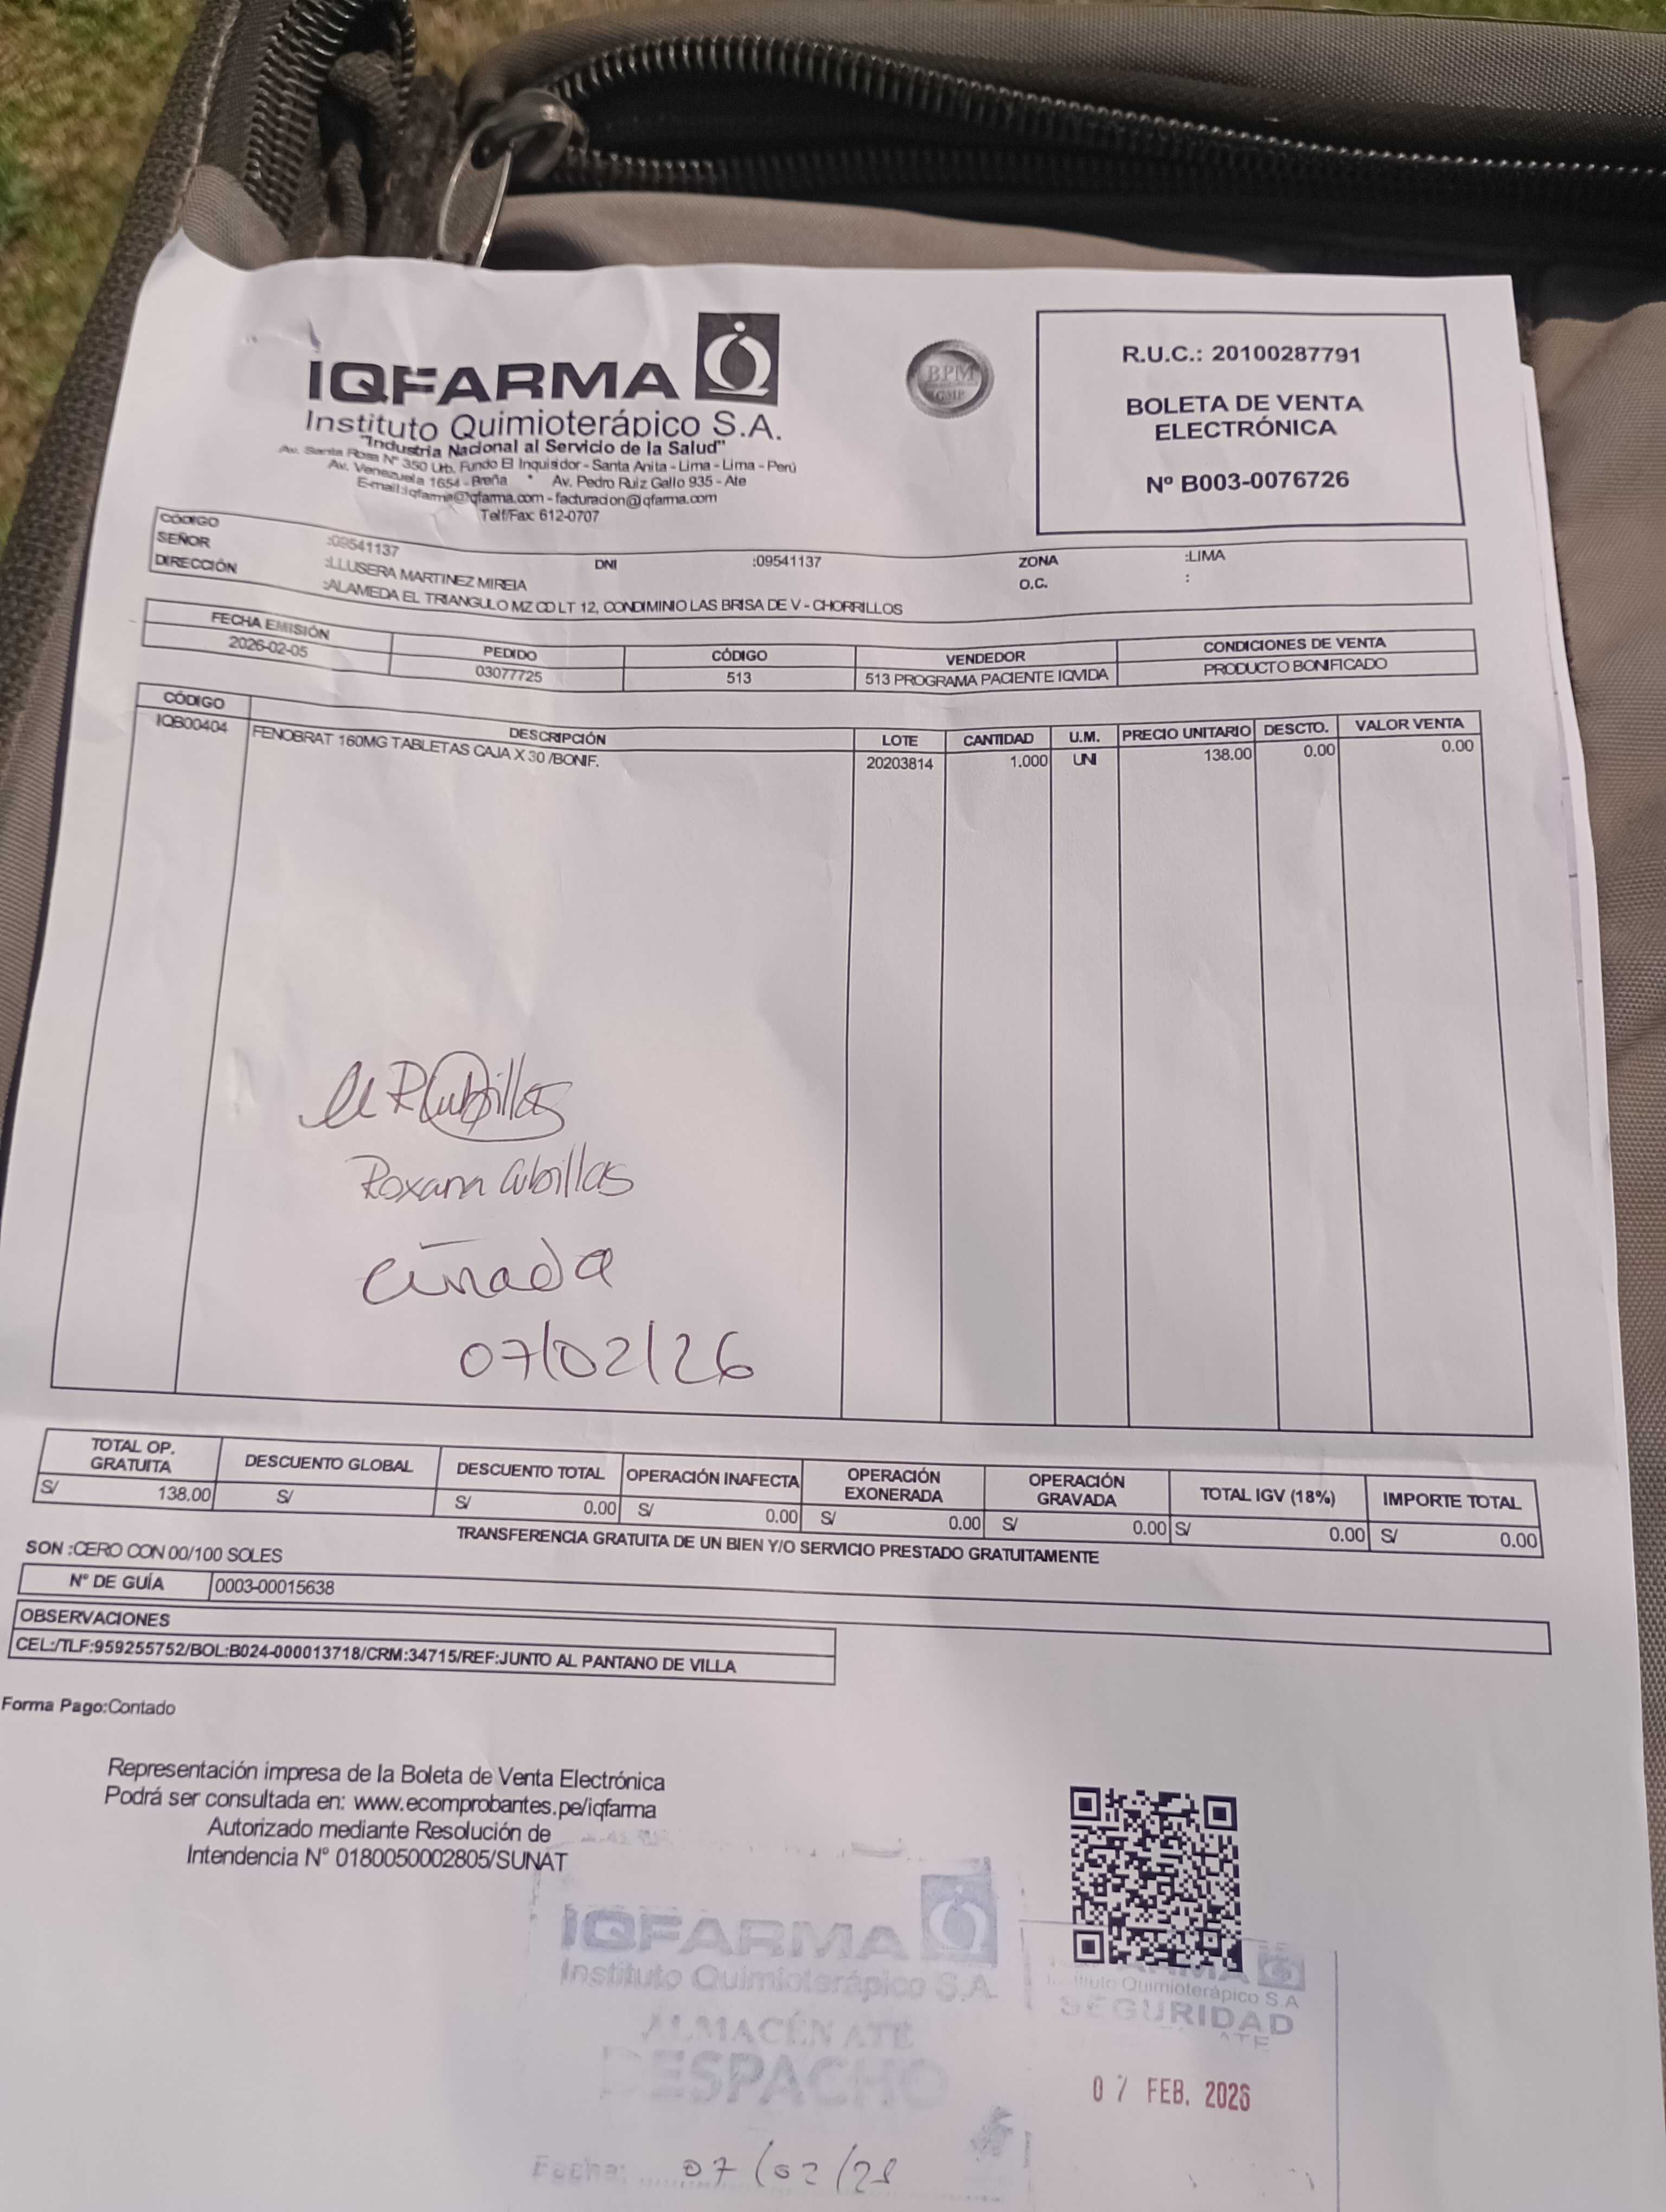 IQFARMA
Instituto Quimioterápico S.A.
"Industria Nacional al Servicio de la Salud"
Av. Santa Rosa Nº 350 Urb. Fundo El Inquisidor - Santa Anita - Lima - Lima - Perú
Av. Venezuela 1654 - Breña * Av. Pedro Ruiz Gallo 935 - Ate
E-mail:iqfarma@iqfarma.com - facturacion@iqfarma.com
Telf/Fax: 612-0707
BPM
GMP
R.U.C.: 20100287791
BOLETA DE VENTA
ELECTRÓNICA
Nº B003-0076726
CÓDIGO :09541137 DNI :09541137 ZONA :LIMA
SEÑOR :LLUSERA MARTINEZ MIREIA O.C. :
DIRECCIÓN :ALAMEDA EL TRIANGULO MZ CD LT 12, CONDIMINIO LAS BRISA DE V - CHORRILLOS
FECHA EMISIÓN PEDIDO CÓDIGO VENDEDOR CONDICIONES DE VENTA
2026-02-05 03077725 513 513 PROGRAMA PACIENTE IQVIDA PRODUCTO BONIFICADO
CÓDIGO DESCRIPCIÓN LOTE CANTIDAD U.M. PRECIO UNITARIO DESCTO. VALOR VENTA
IQB00404 FENOBRAT 160MG TABLETAS CAJA X 30 /BONIF. 20203814 1.000 UNI 138.00 0.00 0.00
Roxana Cubillas
07/02/26
TOTAL OP. GRATUITA DESCUENTO GLOBAL DESCUENTO TOTAL OPERACIÓN INAFECTA OPERACIÓN EXONERADA OPERACIÓN GRAVADA TOTAL IGV (18%) IMPORTE TOTAL
S/ 138.00 S/ S/ 0.00 S/ 0.00 S/ 0.00 S/ 0.00 S/ 0.00 S/ 0.00
TRANSFERENCIA GRATUITA DE UN BIEN Y/O SERVICIO PRESTADO GRATUITAMENTE
SON :CERO CON 00/100 SOLES
Nº DE GUÍA 0003-00015638
OBSERVACIONES
CEL:/TLF:959255752/BOL:B024-000013718/CRM:34715/REF:JUNTO AL PANTANO DE VILLA
Forma Pago:Contado
Representación impresa de la Boleta de Venta Electrónica
Podrá ser consultada en: www.ecomprobantes.pe/iqfarma
Autorizado mediante Resolución de
Intendencia N° 0180050002805/SUNAT
IQFARMA
Instituto Quimioterápico S.A.
ALMACÉN ATE
DESPACHO
Fecha: 07/02/
Quimioterápico S.A
SEGURIDAD
ATE
07 FEB. 2026